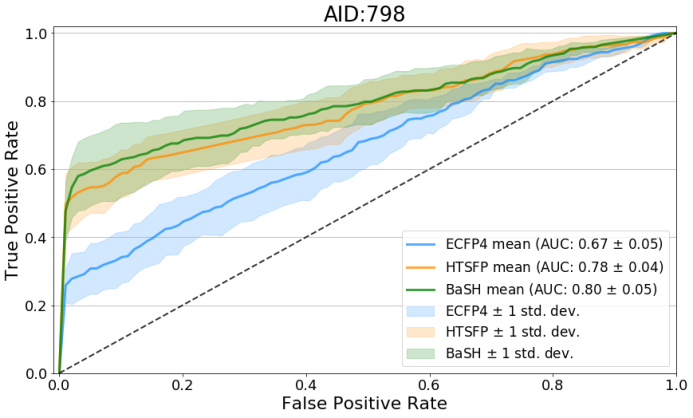 AID:798
True Positive Rate
1.0
0.8
0.6
0.4
0.2
0.0
ECFP4 mean (AUC: 0.67 ± 0.05)
HTSFP mean (AUC: 0.78 ± 0.04)
BaSH mean (AUC: 0.80 ± 0.05)
ECFP4 ± 1 std. dev.
HTSFP ± 1 std. dev.
BaSH ± 1 std. dev.
0.0 0.2 0.4 0.6 0.8 1.0
False Positive Rate